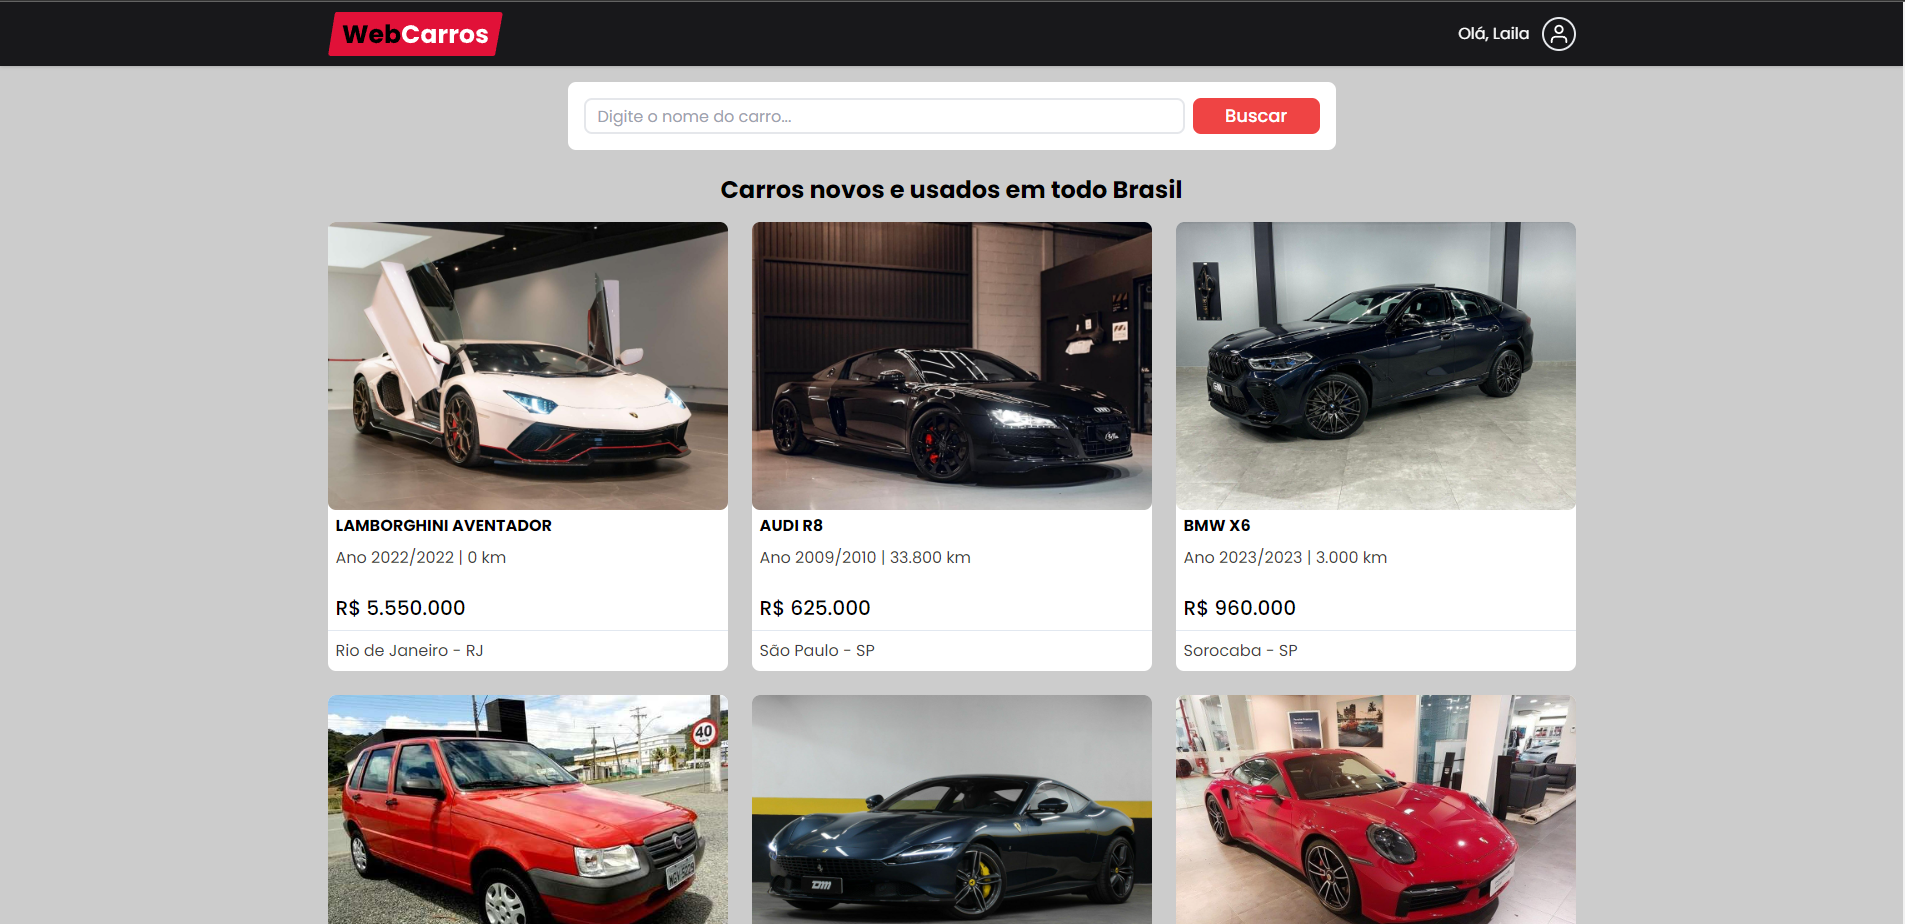 WebCarros
Olá, Laila
Digite o nome do carro...
Buscar
Carros novos e usados em todo Brasil
LAMBORGHINI AVENTADOR
Ano 2022/2022 | 0 km
R$ 5.550.000
Rio de Janeiro - RJ
AUDI R8
Ano 2009/2010 | 33.800 km
R$ 625.000
São Paulo - SP
BMW X6
Ano 2023/2023 | 3.000 km
R$ 960.000
Sorocaba - SP
40